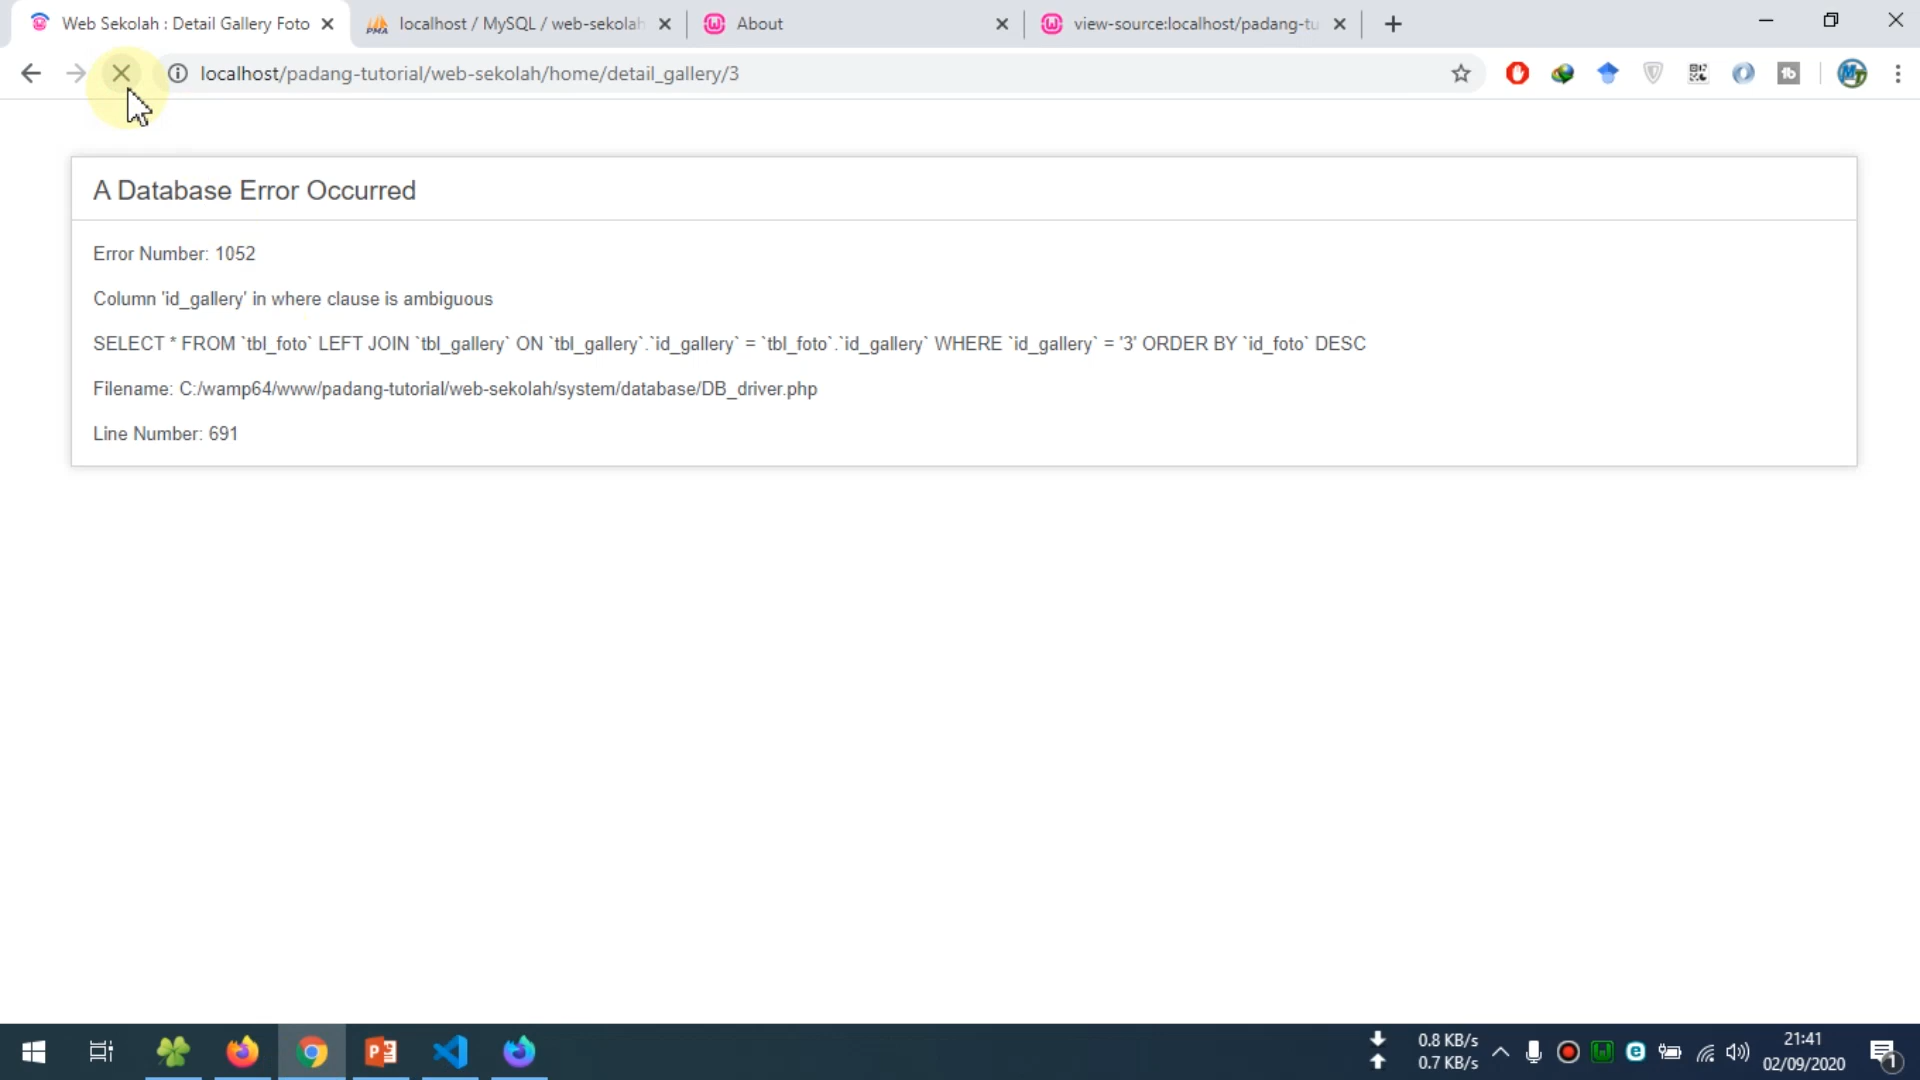 Web Sekolah : Detail Gallery Foto
localhost / MySQL / web-sekolah
About
view-source:localhost/padang-tu
localhost/padang-tutorial/web-sekolah/home/detail_gallery/3
A Database Error Occurred
Error Number: 1052
Column 'id_gallery' in where clause is ambiguous
SELECT * FROM `tbl_foto` LEFT JOIN `tbl_gallery` ON `tbl_gallery`.`id_gallery` = `tbl_foto`.`id_gallery` WHERE `id_gallery` = '3' ORDER BY `id_foto` DESC
Filename: C:/wamp64/www/padang-tutorial/web-sekolah/system/database/DB_driver.php
Line Number: 691
0.8 KB/s
0.7 KB/s
21:41
02/09/2020
1